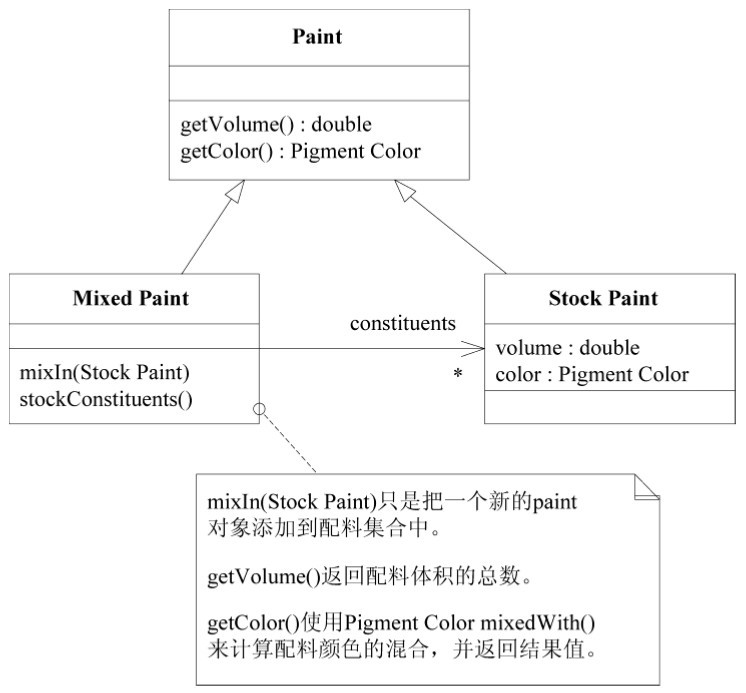 Paint
getVolume() : double
getColor() : Pigment Color
Mixed Paint
mixIn(Stock Paint)
stockConstituents()
constituents
*
Stock Paint
volume : double
color : Pigment Color
mixIn(Stock Paint)只是把一个新的paint
对象添加到配料集合中。
getVolume()返回配料体积的总数。
getColor()使用Pigment Color mixedWith()
来计算配料颜色的混合，并返回结果值。